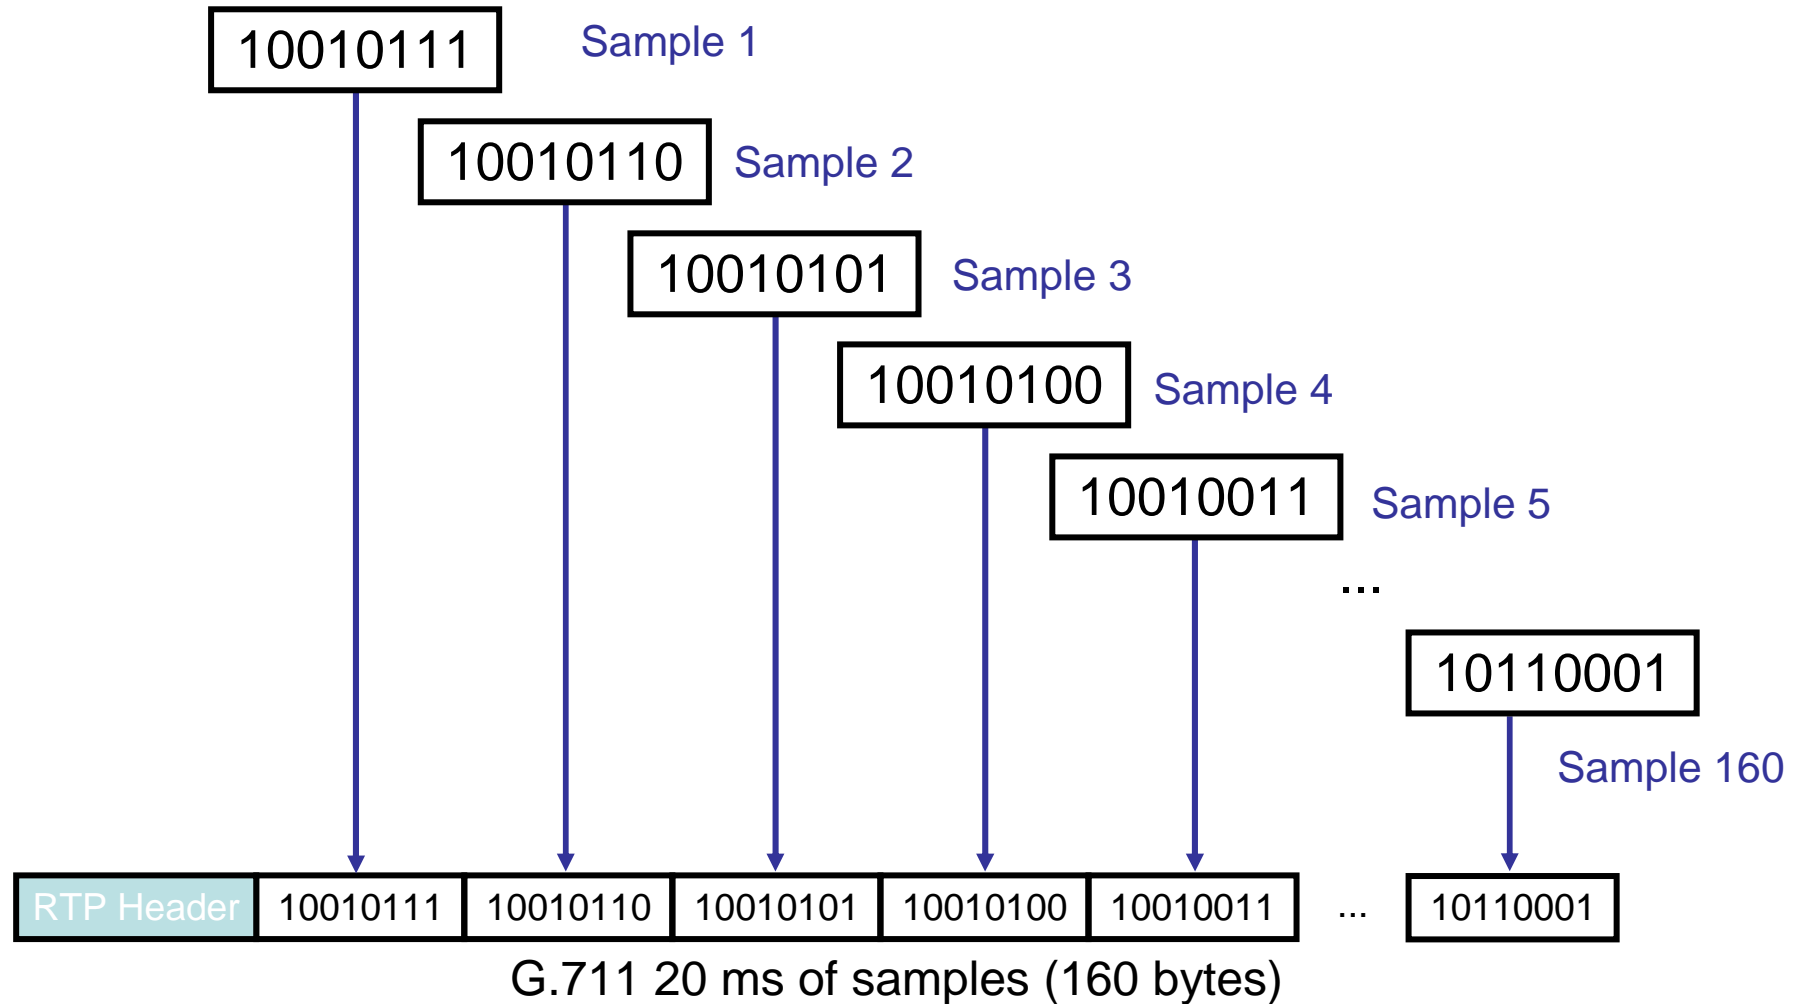 10010111 Sample 1
10010110 Sample 2
10010101 Sample 3
10010100 Sample 4
10010011 Sample 5
...
10110001
Sample 160
RTP Header 10010111 10010110 10010101 10010100 10010011 ... 10110001
G.711 20 ms of samples (160 bytes)